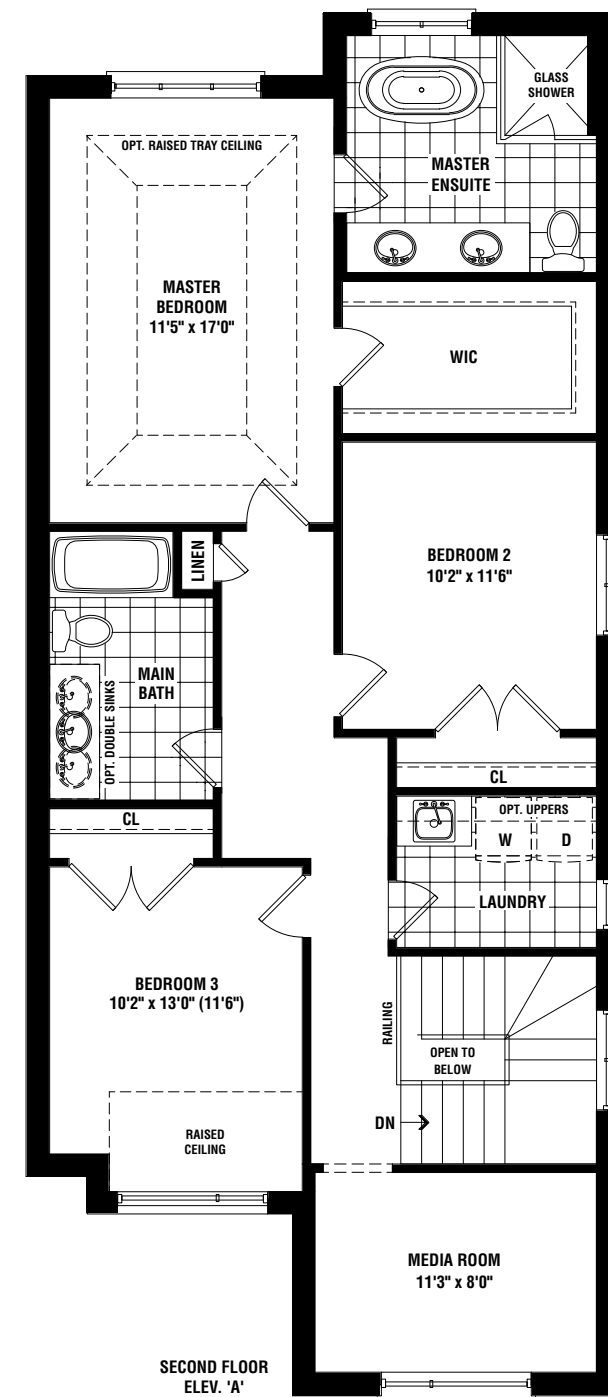 GLASS
SHOWER
OPT. RAISED TRAY CEILING
MASTER
ENSUITE
MASTER
BEDROOM
11'5" x 17'0"
WIC
LINEN
BEDROOM 2
10'2" x 11'6"
MAIN
BATH
OPT. DOUBLE SINKS
CL
CL
OPT. UPPERS
W
D
LAUNDRY
BEDROOM 3
10'2" x 13'0" (11'6")
RAILING
OPEN TO
BELOW
DN
RAISED
CEILING
MEDIA ROOM
11'3" x 8'0"
SECOND FLOOR
ELEV. 'A'